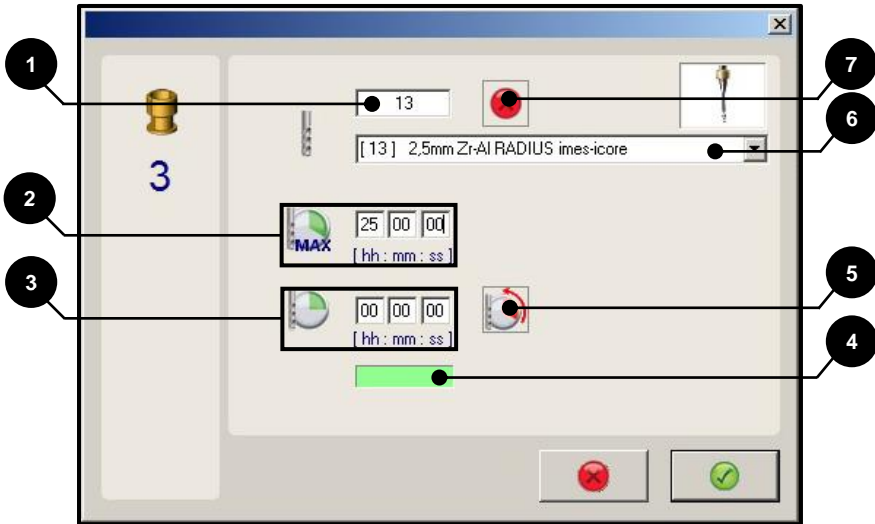 1
7
13
6
[ 13 ] 2,5mm Zr-Al RADIUS imes-icore
3
2
25 00 00
MAX
[ hh : mm : ss ]
3
5
00 00 00
[ hh : mm : ss ]
4